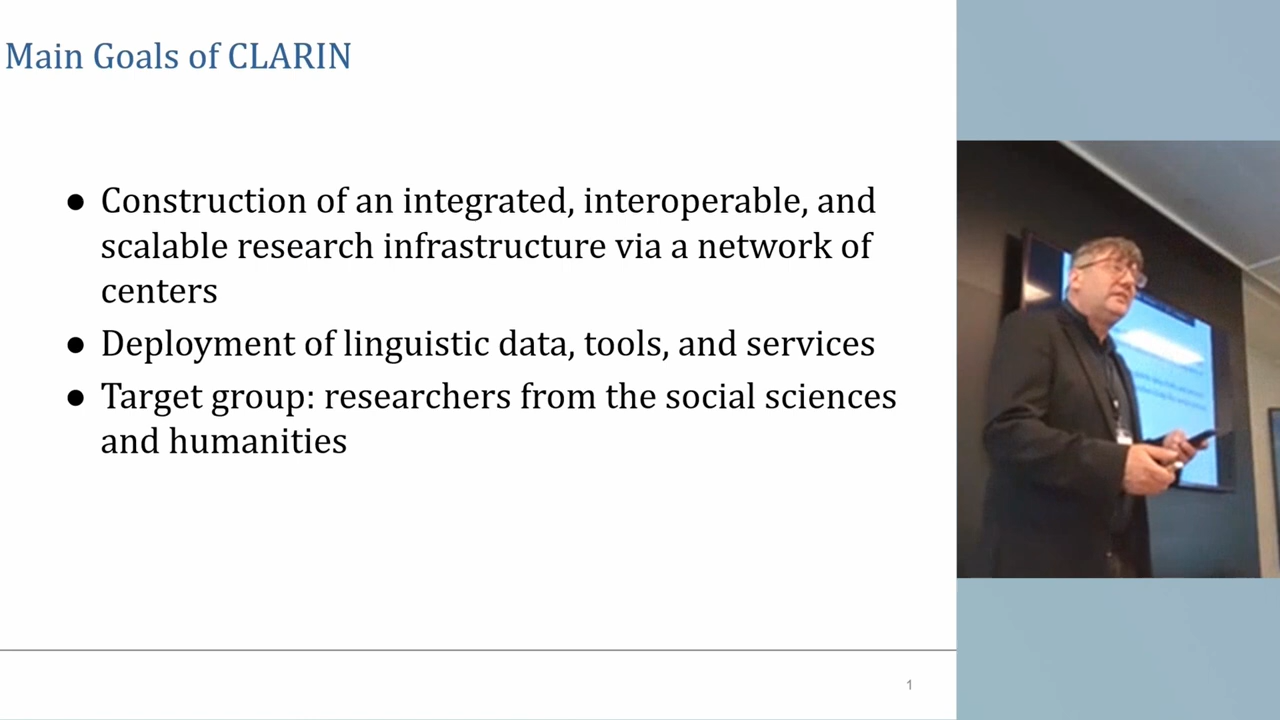 Main Goals of CLARIN
● Construction of an integrated, interoperable, and
scalable research infrastructure via a network of
centers
● Deployment of linguistic data, tools, and services
● Target group: researchers from the social sciences
and humanities
1